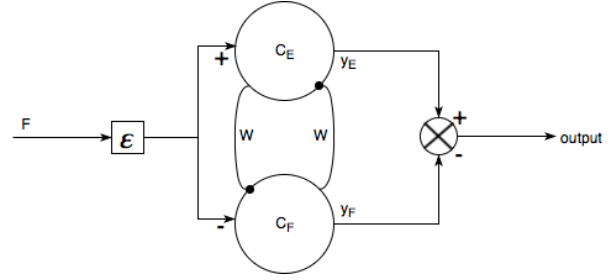 C_E
+
y_E
F
ε
W
W
+
-
output
-
C_F
y_F